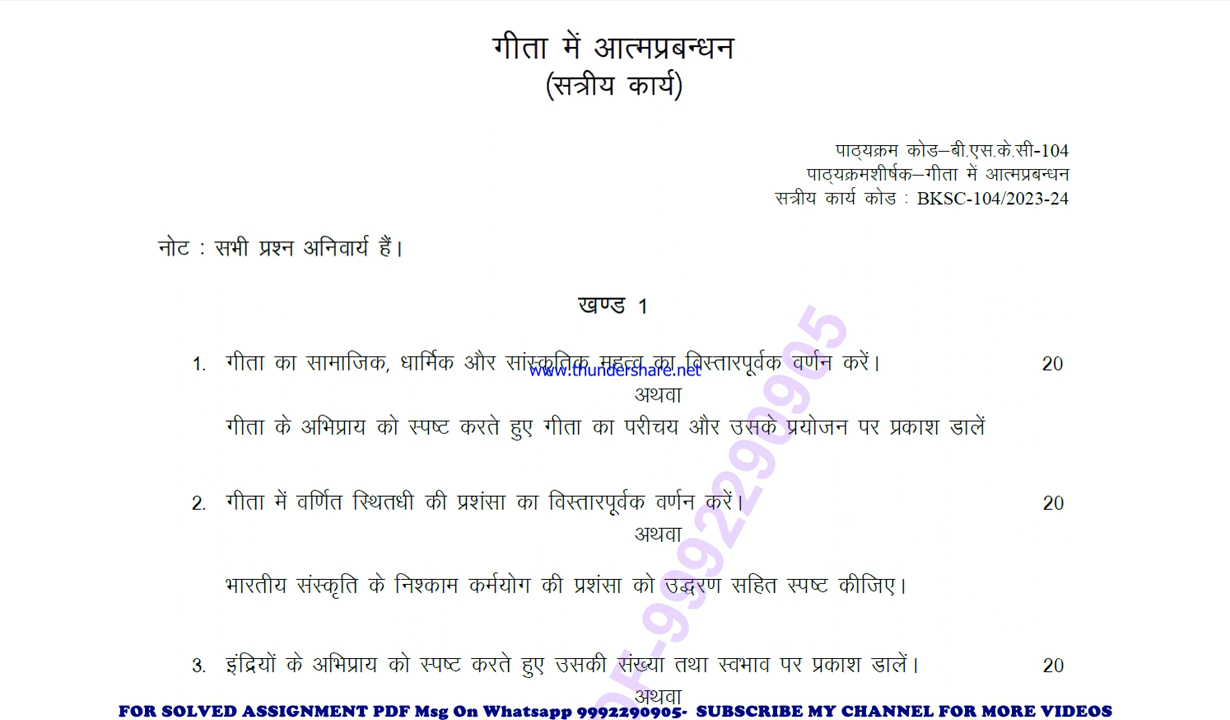 गीता में आत्मप्रबन्धन
(सत्रीय कार्य)
पाठ्यक्रम कोड–बी.एस.के.सी-104
पाठ्यक्रमशीर्षक–गीता में आत्मप्रबन्धन
सत्रीय कार्य कोड : BKSC-104/2023-24
नोट : सभी प्रश्न अनिवार्य हैं।
खण्ड 1
1. गीता का सामाजिक, धार्मिक और सांस्कृतिक महत्व का विस्तारपूर्वक वर्णन करें। 20
www.thundershare.net
अथवा
गीता के अभिप्राय को स्पष्ट करते हुए गीता का परीचय और उसके प्रयोजन पर प्रकाश डालें
2. गीता में वर्णित स्थितधी की प्रशंसा का विस्तारपूर्वक वर्णन करें। 20
अथवा
भारतीय संस्कृति के निश्काम कर्मयोग की प्रशंसा को उद्धरण सहित स्पष्ट कीजिए।
3. इंद्रियों के अभिप्राय को स्पष्ट करते हुए उसकी संख्या तथा स्वभाव पर प्रकाश डालें। 20
अथवा
PDF-9992290905
FOR SOLVED ASSIGNMENT PDF Msg On Whatsapp 9992290905- SUBSCRIBE MY CHANNEL FOR MORE VIDEOS